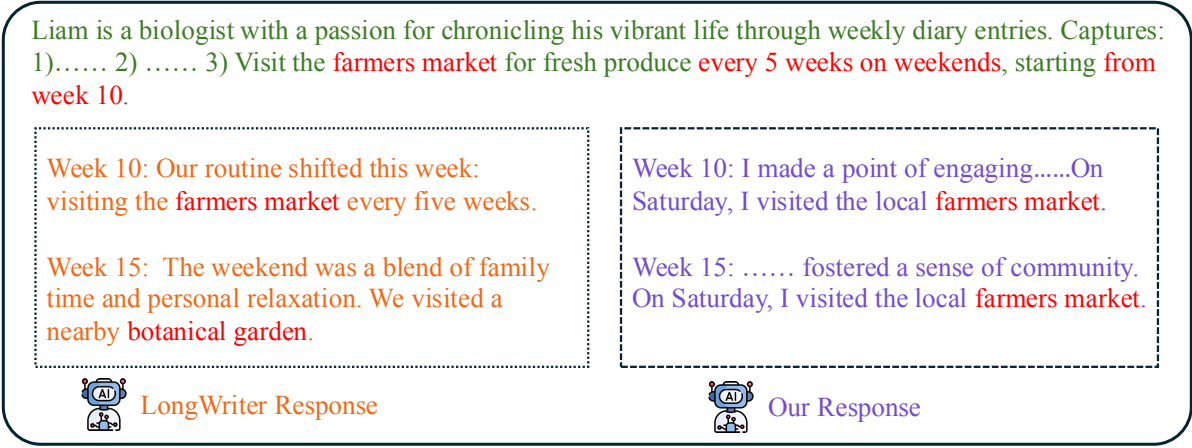 Liam is a biologist with a passion for chronicling his vibrant life through weekly diary entries. Captures:
1)…… 2) …… 3) Visit the farmers market for fresh produce every 5 weeks on weekends, starting from
week 10.
Week 10: Our routine shifted this week:
visiting the farmers market every five weeks.
Week 15: The weekend was a blend of family
time and personal relaxation. We visited a
nearby botanical garden.
AI
LongWriter Response
Week 10: I made a point of engaging......On
Saturday, I visited the local farmers market.
Week 15: …… fostered a sense of community.
On Saturday, I visited the local farmers market.
AI
Our Response